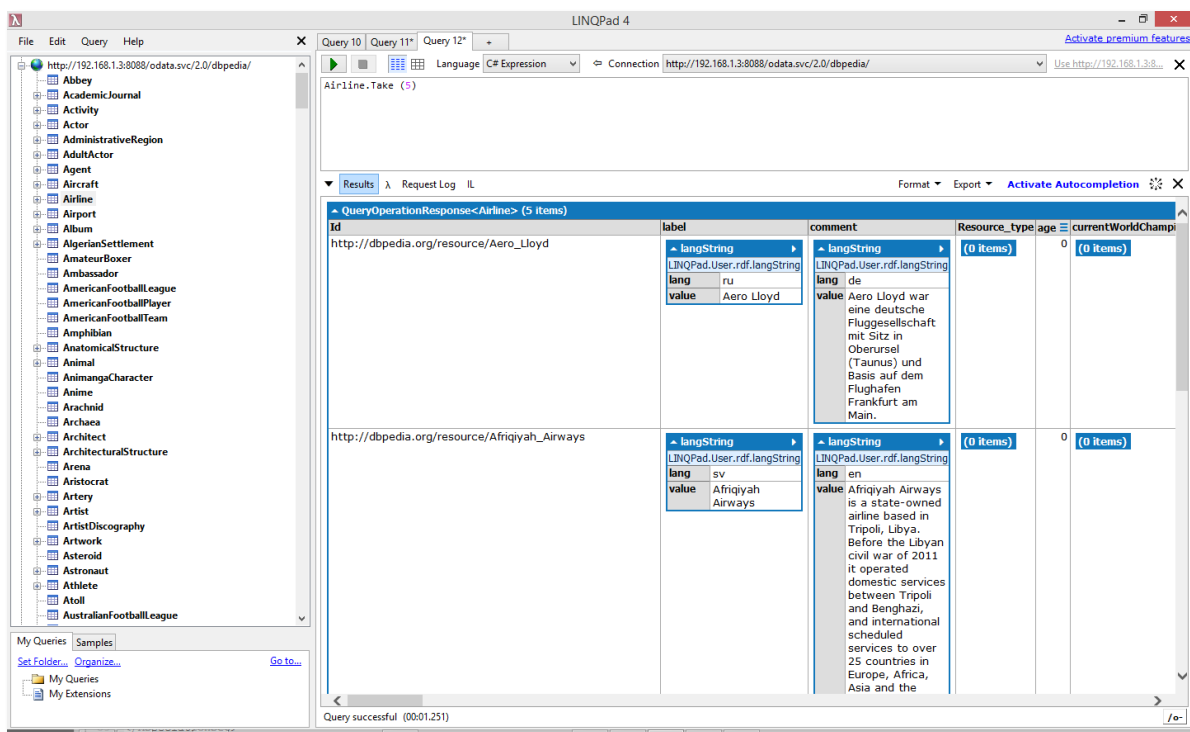 LINQPad 4
File Edit Query Help
http://192.168.1.3:8088/odata.svc/2.0/dbpedia/
Abbey
AcademicJournal
Activity
Actor
AdministrativeRegion
AdultActor
Agent
Aircraft
Airline
Airport
Album
AlgerianSettlement
AmateurBoxer
Ambassador
AmericanFootballLeague
AmericanFootballPlayer
AmericanFootballTeam
Amphibian
AnatomicalStructure
Animal
AnimangaCharacter
Anime
Arachnid
Archaea
Architect
ArchitecturalStructure
Arena
Aristocrat
Artery
Artist
ArtistDiscography
Artwork
Asteroid
Astronaut
Athlete
Atoll
AustralianFootballLeague
My Queries Samples
Set Folder... Organize... Go to...
My Queries
My Extensions
Query 10 Query 11* Query 12* +
Activate premium features
Language C# Expression Connection http://192.168.1.3:8088/odata.svc/2.0/dbpedia/ Use http://192.168.1.3:8...
Airline.Take (5)
Results λ Request Log IL Format Export Activate Autocompletion
QueryOperationResponse<Airline> (5 items)
Id label comment Resource_type age currentWorldChampi
http://dbpedia.org/resource/Aero_Lloyd
langString
LINQPad.User.rdf.langString
lang ru
value Aero Lloyd
langString
LINQPad.User.rdf.langString
lang de
value Aero Lloyd war
eine deutsche
Fluggesellschaft
mit Sitz in
Oberursel
(Taunus) und
Basis auf dem
Flughafen
Frankfurt am
Main.
(0 items) 0 (0 items)
http://dbpedia.org/resource/Afriqiyah_Airways
langString
LINQPad.User.rdf.langString
lang sv
value Afriqiyah
Airways
langString
LINQPad.User.rdf.langString
lang en
value Afriqiyah Airways
is a state-owned
airline based in
Tripoli, Libya.
Before the Libyan
civil war of 2011
it operated
domestic services
between Tripoli
and Benghazi,
and international
scheduled
services to over
25 countries in
Europe, Africa,
Asia and the
(0 items) 0 (0 items)
Query successful (00:01.251) /o-